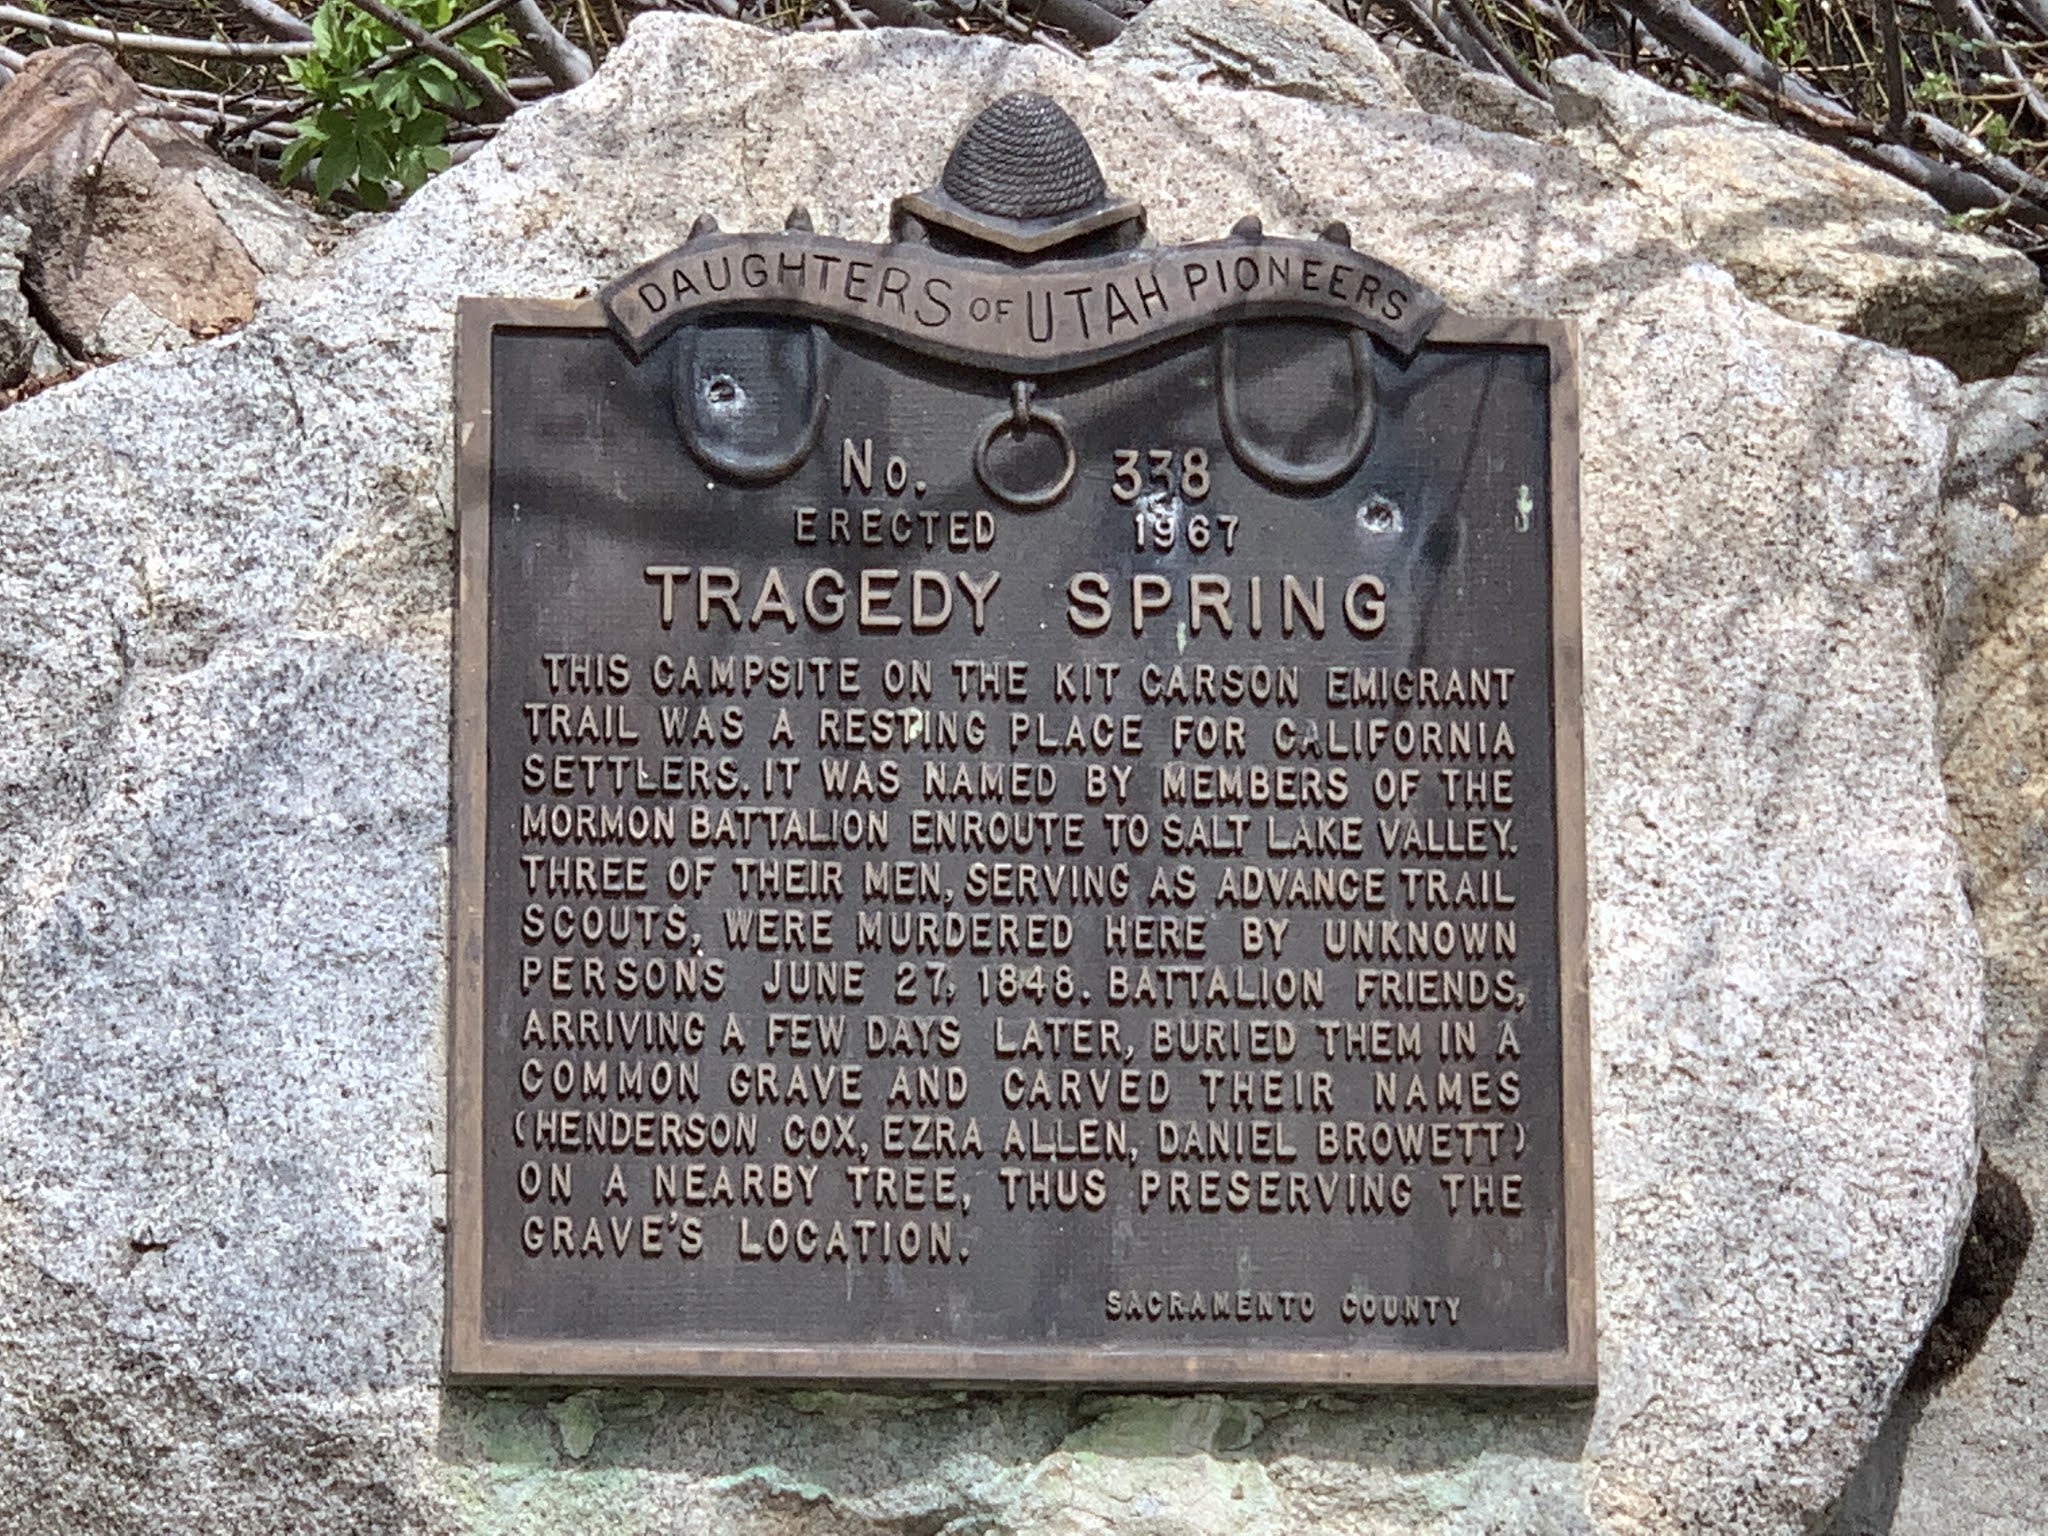 DAUGHTERS OF UTAH PIONEERS
No. 338
ERECTED 1967
TRAGEDY SPRING
THIS CAMPSITE ON THE KIT CARSON EMIGRANT
TRAIL WAS A RESTING PLACE FOR CALIFORNIA
SETTLERS. IT WAS NAMED BY MEMBERS OF THE
MORMON BATTALION ENROUTE TO SALT LAKE VALLEY.
THREE OF THEIR MEN, SERVING AS ADVANCE TRAIL
SCOUTS, WERE MURDERED HERE BY UNKNOWN
PERSONS JUNE 27, 1848. BATTALION FRIENDS,
ARRIVING A FEW DAYS LATER, BURIED THEM IN A
COMMON GRAVE AND CARVED THEIR NAMES
(HENDERSON COX, EZRA ALLEN, DANIEL BROWETT)
ON A NEARBY TREE, THUS PRESERVING THE
GRAVE'S LOCATION.
SACRAMENTO COUNTY